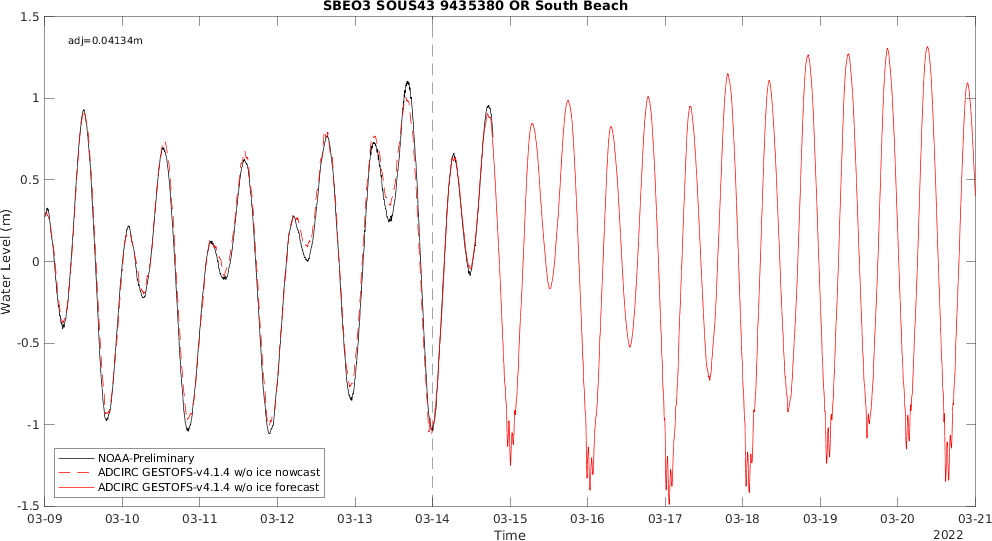 SBEO3 SOUS43 9435380 OR South Beach
adj=0.04134m
1.5
1
0.5
0
-0.5
-1
-1.5
Water Level (m)
NOAA-Preliminary
ADCIRC GESTOFS-v4.1.4 w/o ice nowcast
ADCIRC GESTOFS-v4.1.4 w/o ice forecast
03-09 03-10 03-11 03-12 03-13 03-14 03-15 03-16 03-17 03-18 03-19 03-20 03-21
Time
2022